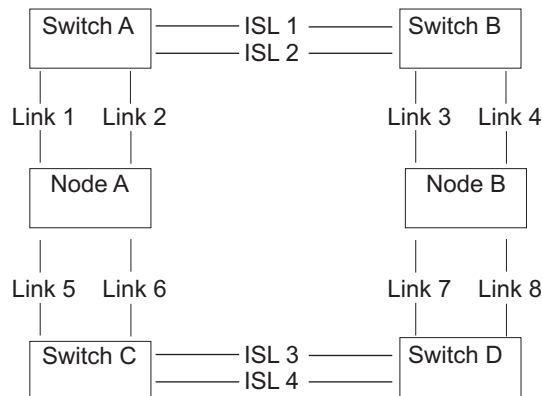 Switch A
ISL 1
Switch B
ISL 2
Link 1
Link 2
Link 3
Link 4
Node A
Node B
Link 5
Link 6
Link 7
Link 8
Switch C
ISL 3
Switch D
ISL 4